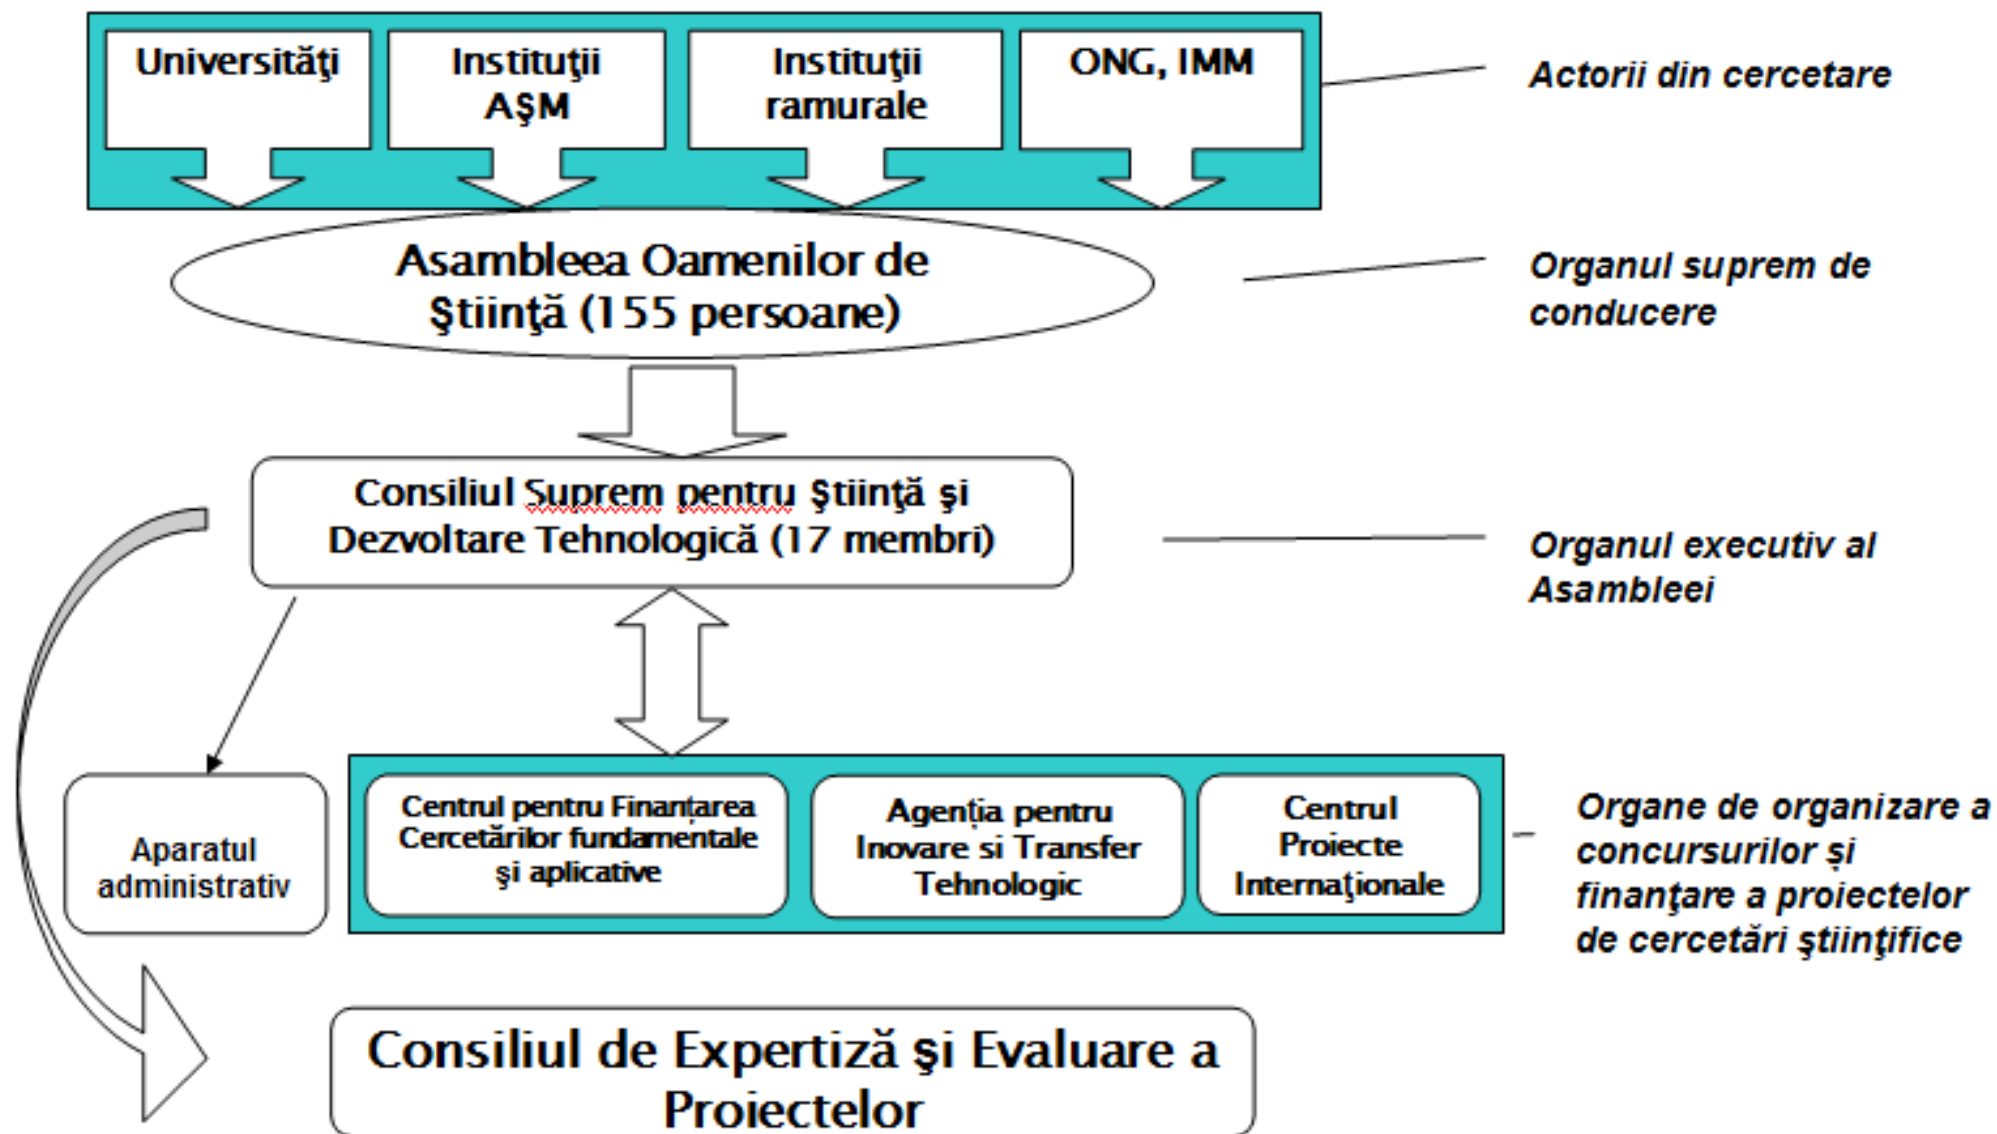 Universităţi
Instituţii
AŞM
Instituţii
ramurale
ONG, IMM
Actorii din cercetare
Asambleea Oamenilor de
Ştiinţă (155 persoane)
Organul suprem de
conducere
Consiliul Suprem pentru Ştiinţă şi
Dezvoltare Tehnologică (17 membri)
Organul executiv al
Asambleei
Aparatul
administrativ
Centrul pentru Finanțarea
Cercetărilor fundamentale
şi aplicative
Agenția pentru
Inovare si Transfer
Tehnologic
Centrul
Proiecte
Internaţionale
Organe de organizare a
concursurilor și
finanţare a proiectelor
de cercetări ştiinţifice
Consiliul de Expertiză şi Evaluare a
Proiectelor